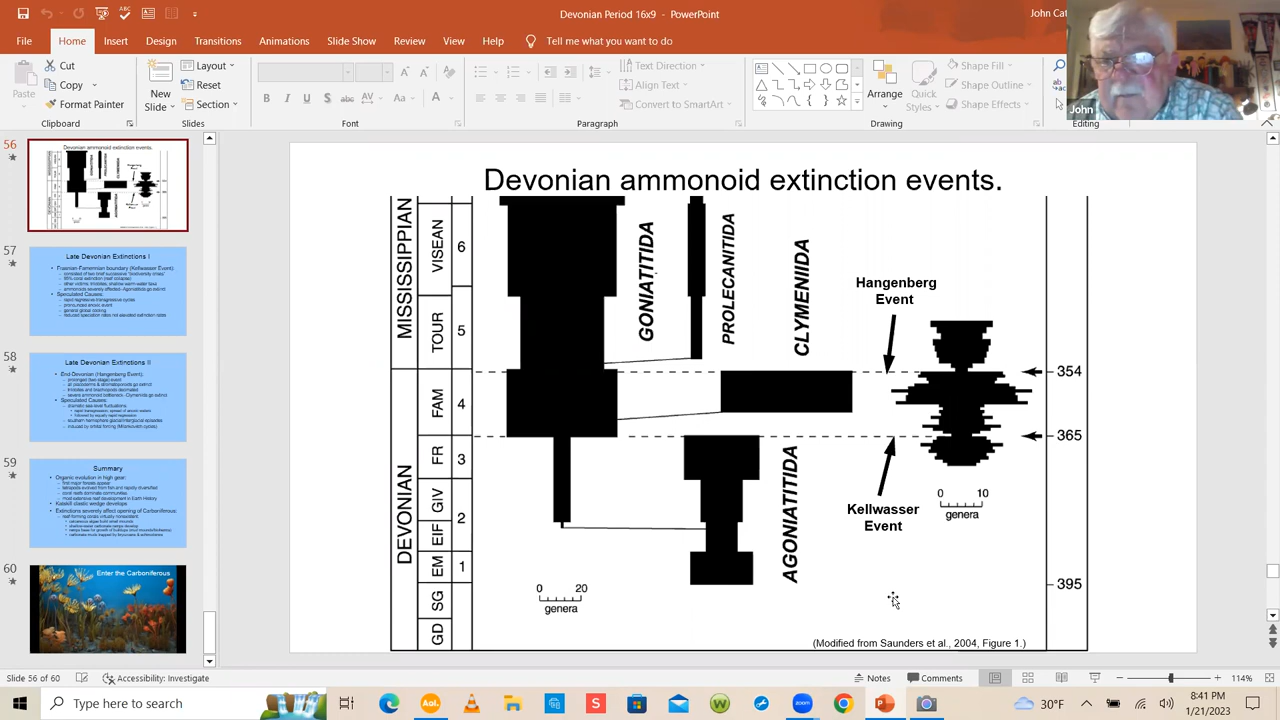 Devonian Period 16x9 - PowerPoint
John Cat
File Home Insert Design Transitions Animations Slide Show Review View Help Tell me what you want to do
Paste
Cut
Copy
Format Painter
Clipboard
New
Slide
Layout
Reset
Section
Slides
Font
Text Direction
Align Text
Convert to SmartArt
Paragraph
Arrange
Quick
Styles
Shape Fill
Shape Outline
Shape Effects
Drawing
Editing
John
56
Devonian ammonoid extinction events.
57
Late Devonian Extinctions I
58
Late Devonian Extinctions II
59
Summary
60
Enter the Carboniferous
Devonian ammonoid extinction events.
MISSISSIPPIAN
DEVONIAN
VISEAN
TOUR
FAM
FR
GIV
EIF
EM
SG
GD
6
5
4
3
2
1
GONIATITIDA
PROLECANITIDA
CLYMENIIDA
AGONIATITIDA
Hangenberg
Event
Kellwasser
Event
0 10
genera
0 20
genera
354
365
395
(Modified from Saunders et al., 2004, Figure 1.)
Slide 56 of 60
Accessibility: Investigate
Notes
Comments
114%
Type here to search
30°F
8:41 PM
1/21/2023